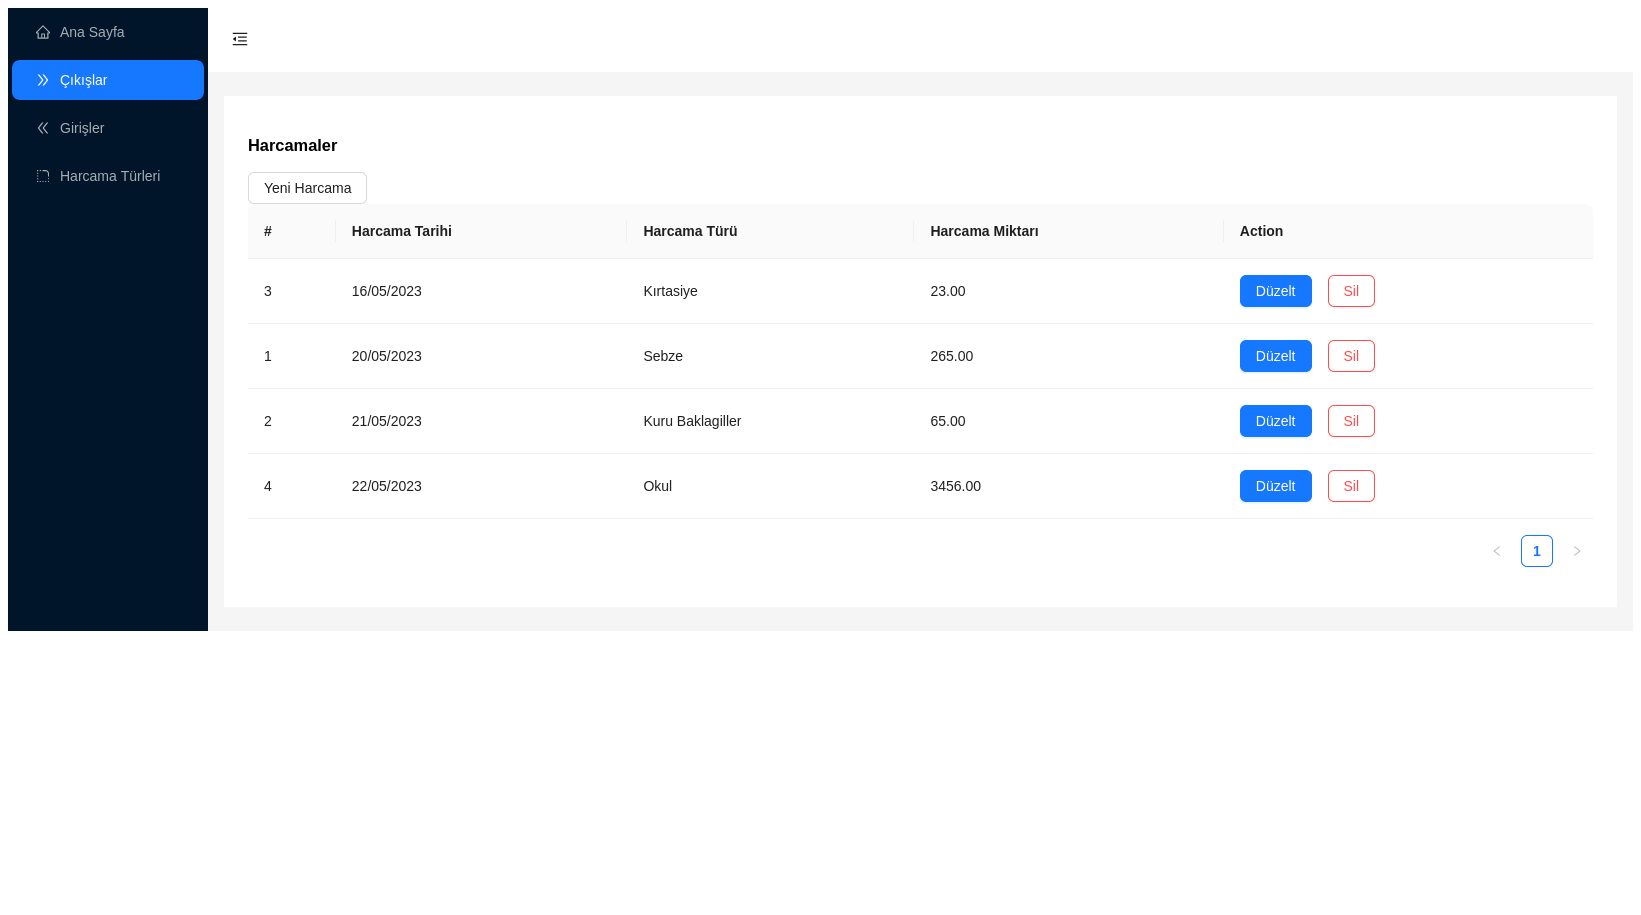 Ana Sayfa
Çıkışlar
Girişler
Harcama Türleri
Harcamaler
Yeni Harcama
# Harcama Tarihi Harcama Türü Harcama Miktarı Action
3 16/05/2023 Kırtasiye 23.00 Düzelt Sil
1 20/05/2023 Sebze 265.00 Düzelt Sil
2 21/05/2023 Kuru Baklagiller 65.00 Düzelt Sil
4 22/05/2023 Okul 3456.00 Düzelt Sil
1